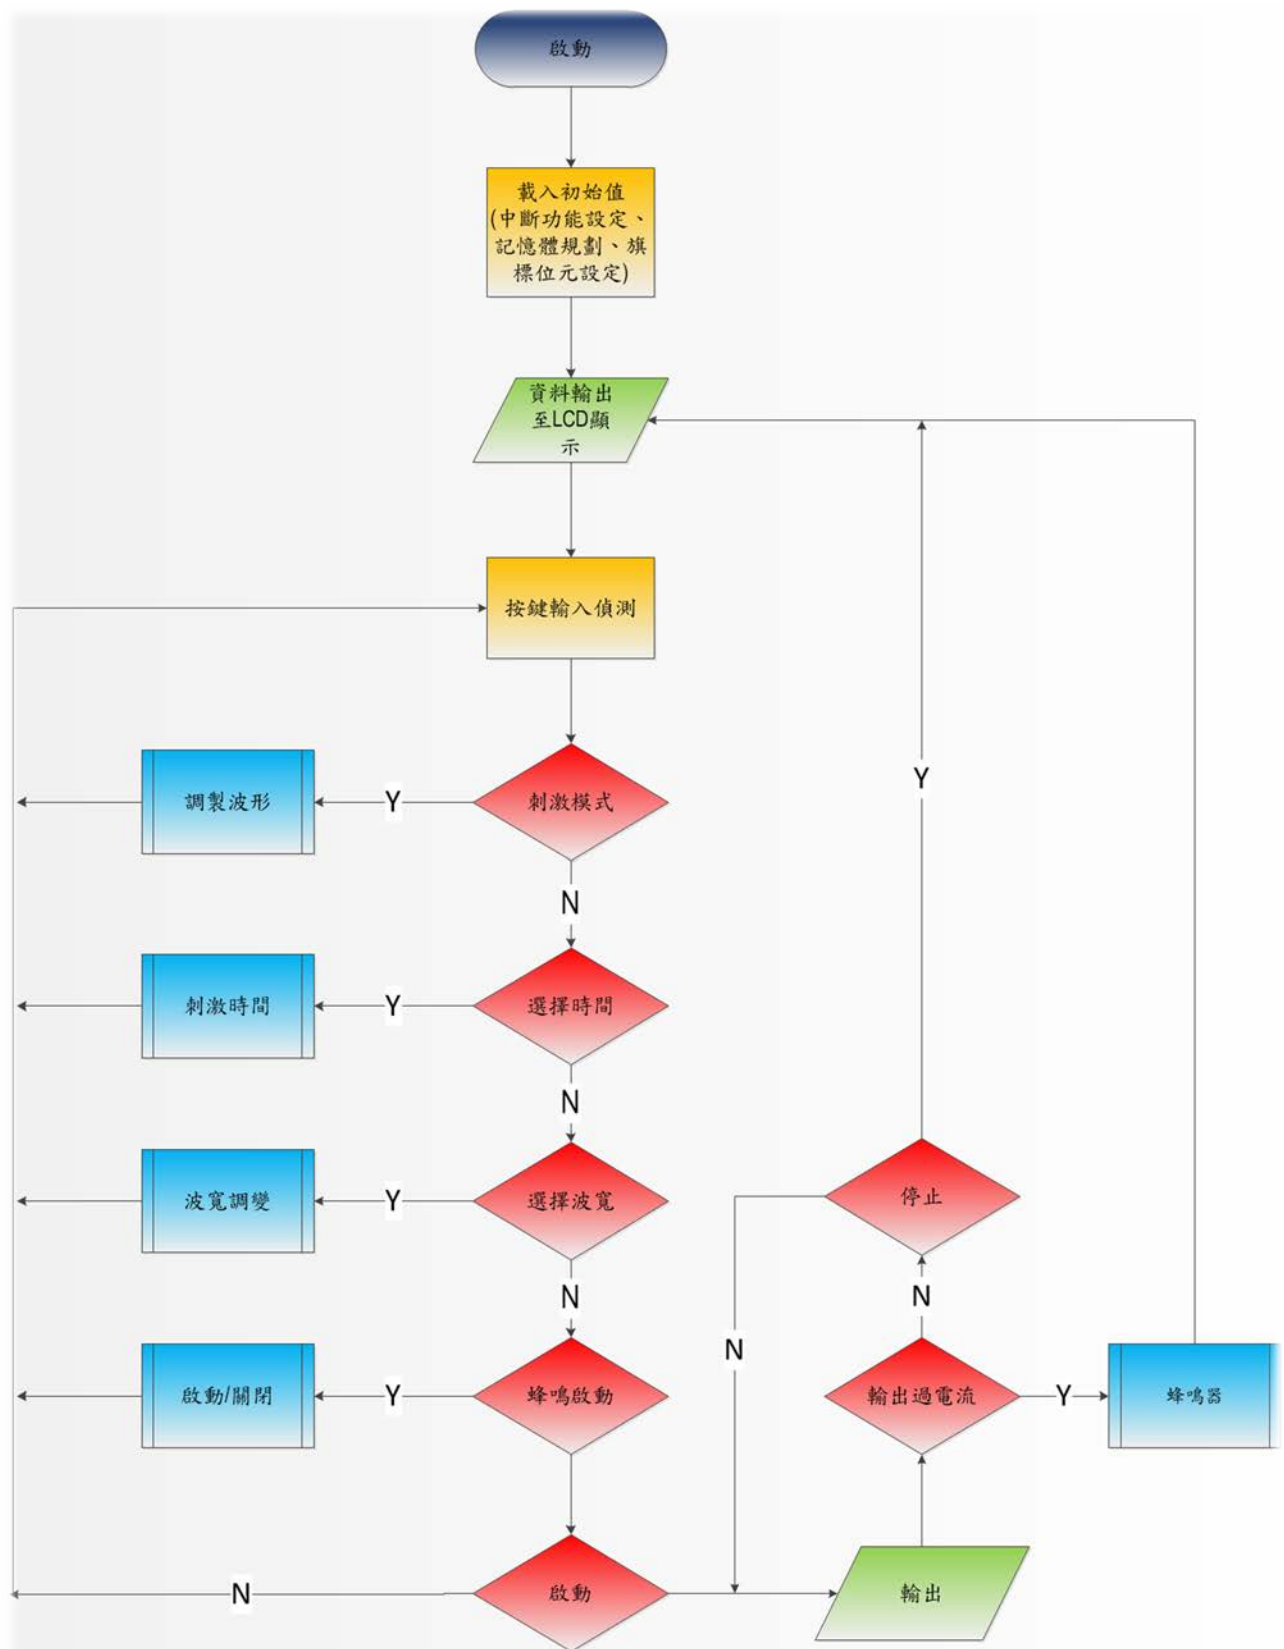 啟動
載入初始值
(中斷功能設定、
記憶體規劃、旗
標位元設定)
資料輸出
至LCD顯
示
按鍵輸入偵測
調製波形
Y
刺激模式
Y
N
刺激時間
Y
選擇時間
N
波寬調變
Y
選擇波寬
停止
N
N
N
啟動/關閉
Y
蜂鳴啟動
輸出過電流
Y
蜂鳴器
N
啟動
輸出